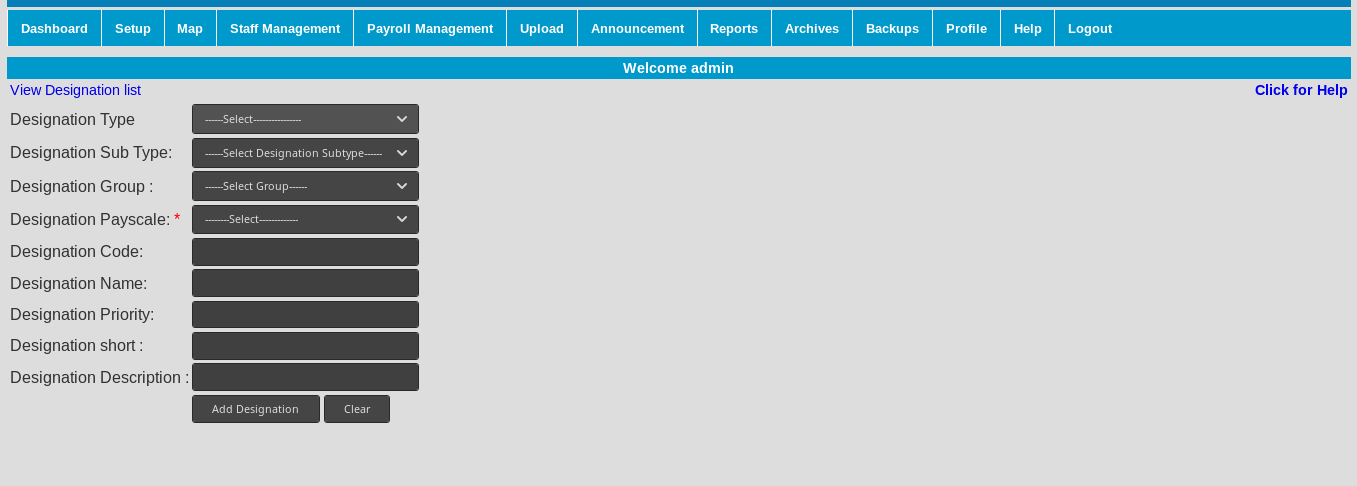 Dashboard Setup Map Staff Management Payroll Management Upload Announcement Reports Archives Backups Profile Help Logout
Welcome admin
View Designation list Click for Help
Designation Type ------Select----------------
Designation Sub Type: ------Select Designation Subtype------
Designation Group : ------Select Group------
Designation Payscale: * --------Select-------------
Designation Code:
Designation Name:
Designation Priority:
Designation short :
Designation Description :
Add Designation Clear